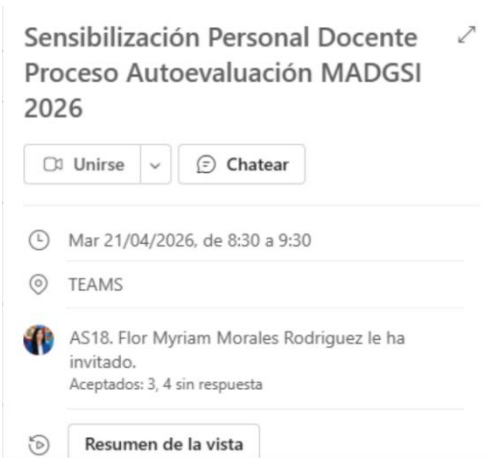 Sensibilización Personal Docente
Proceso Autoevaluación MADGSI
2026
Unirse
Chatear
Mar 21/04/2026, de 8:30 a 9:30
TEAMS
AS18. Flor Myriam Morales Rodriguez le ha
invitado.
Aceptados: 3, 4 sin respuesta
Resumen de la vista